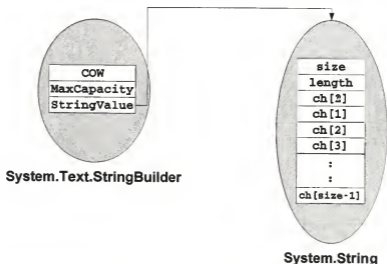 COW
MaxCapacity
StringValue
System.Text.StringBuilder
size
length
ch[2]
ch[1]
ch[2]
ch[3]
:
:
ch[size-1]
System.String